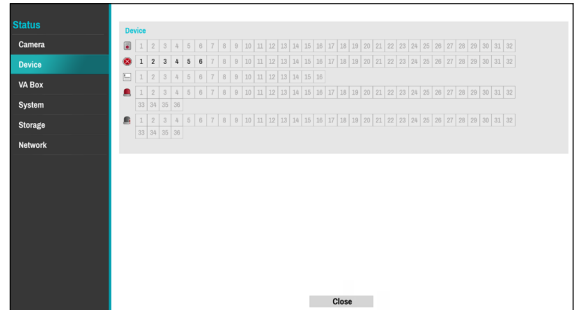 Status
Camera
Device
VA Box
System
Storage
Network
Device
1 2 3 4 5 6 7 8 9 10 11 12 13 14 15 16 17 18 19 20 21 22 23 24 25 26 27 28 29 30 31 32
1 2 3 4 5 6 7 8 9 10 11 12 13 14 15 16 17 18 19 20 21 22 23 24 25 26 27 28 29 30 31 32
1 2 3 4 5 6 7 8 9 10 11 12 13 14 15 16
1 2 3 4 5 6 7 8 9 10 11 12 13 14 15 16 17 18 19 20 21 22 23 24 25 26 27 28 29 30 31 32
33 34 35 36
1 2 3 4 5 6 7 8 9 10 11 12 13 14 15 16 17 18 19 20 21 22 23 24 25 26 27 28 29 30 31 32
33 34 35 36
Close